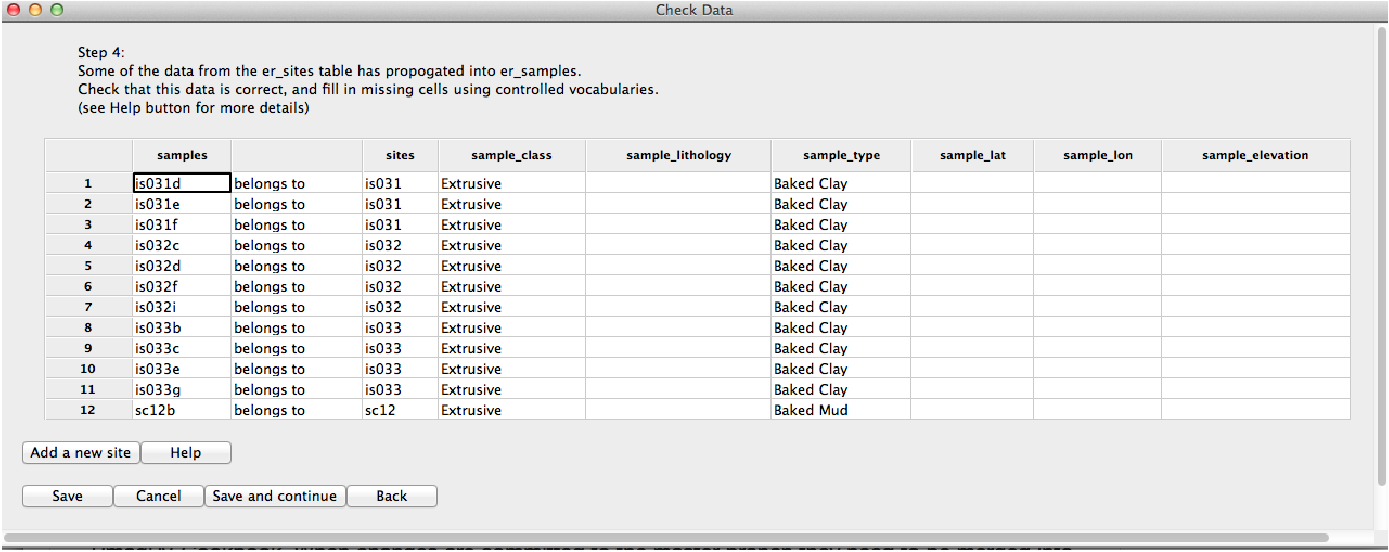 Check Data
Step 4:
Some of the data from the er_sites table has propogated into er_samples.
Check that this data is correct, and fill in missing cells using controlled vocabularies.
(see Help button for more details)
samples sites sample_class sample_lithology sample_type sample_lat sample_lon sample_elevation
1 is031d belongs to is031 Extrusive Baked Clay
2 is031e belongs to is031 Extrusive Baked Clay
3 is031f belongs to is031 Extrusive Baked Clay
4 is032c belongs to is032 Extrusive Baked Clay
5 is032d belongs to is032 Extrusive Baked Clay
6 is032f belongs to is032 Extrusive Baked Clay
7 is032i belongs to is032 Extrusive Baked Clay
8 is033b belongs to is033 Extrusive Baked Clay
9 is033c belongs to is033 Extrusive Baked Clay
10 is033e belongs to is033 Extrusive Baked Clay
11 is033g belongs to is033 Extrusive Baked Clay
12 sc12b belongs to sc12 Extrusive Baked Mud
Add a new site Help
Save Cancel Save and continue Back